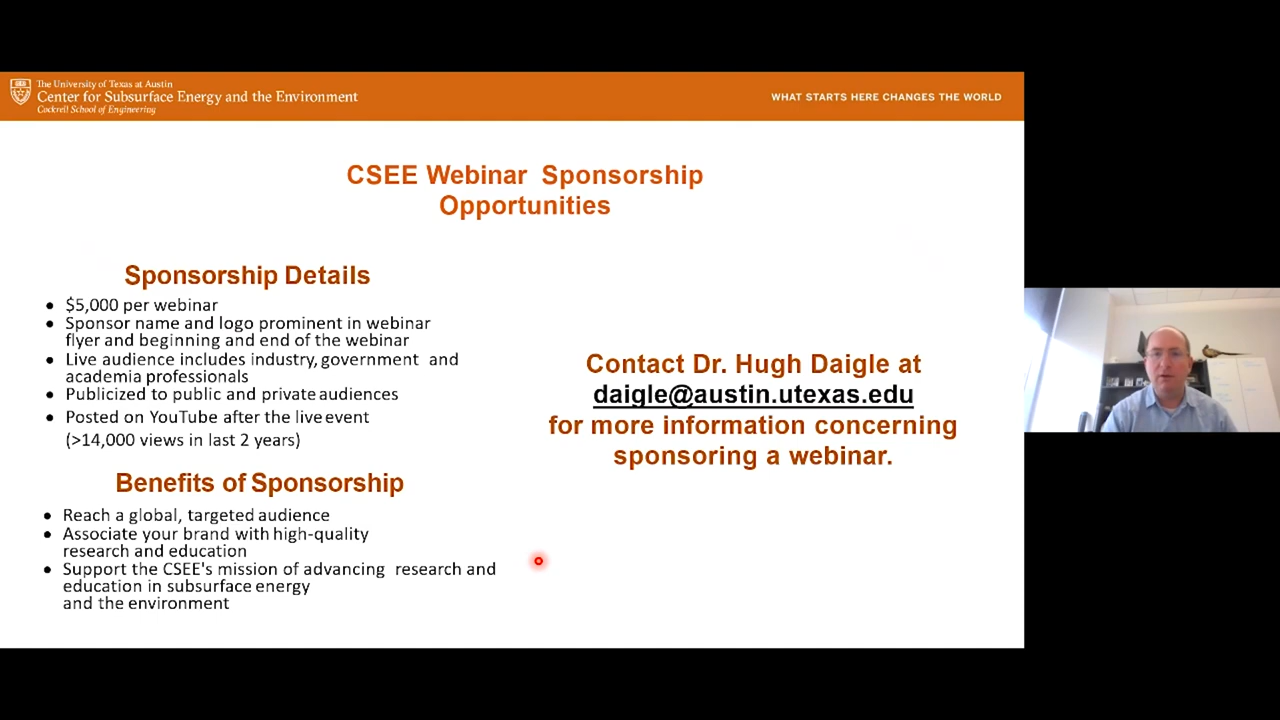 The University of Texas at Austin
Center for Subsurface Energy and the Environment
Cockrell School of Engineering
WHAT STARTS HERE CHANGES THE WORLD
CSEE Webinar Sponsorship
Opportunities
Sponsorship Details
• $5,000 per webinar
• Sponsor name and logo prominent in webinar
flyer and beginning and end of the webinar
• Live audience includes industry, government and
academia professionals
• Publicized to public and private audiences
• Posted on YouTube after the live event
(>14,000 views in last 2 years)
Benefits of Sponsorship
• Reach a global, targeted audience
• Associate your brand with high-quality
research and education
• Support the CSEE's mission of advancing research and
education in subsurface energy
and the environment
Contact Dr. Hugh Daigle at
daigle@austin.utexas.edu
for more information concerning
sponsoring a webinar.